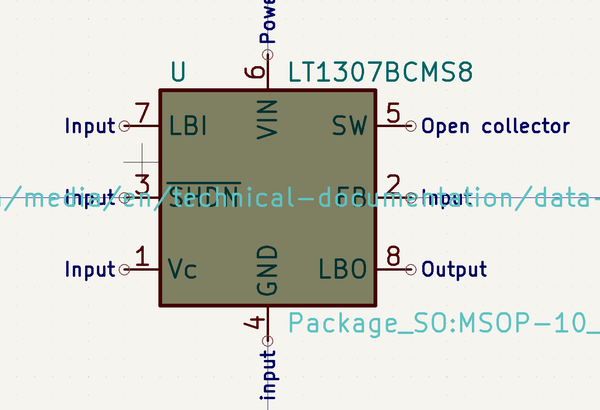 Powe
6
U
LT1307BCMS8
7
VIN
5
Input
LBI
SW
Open collector
3
2
/media/en/technical-documentation/data-
Input
SHDN
FB
Input
1
GND
8
Input
Vc
LBO
Output
4
Package_SO:MSOP-10_
input